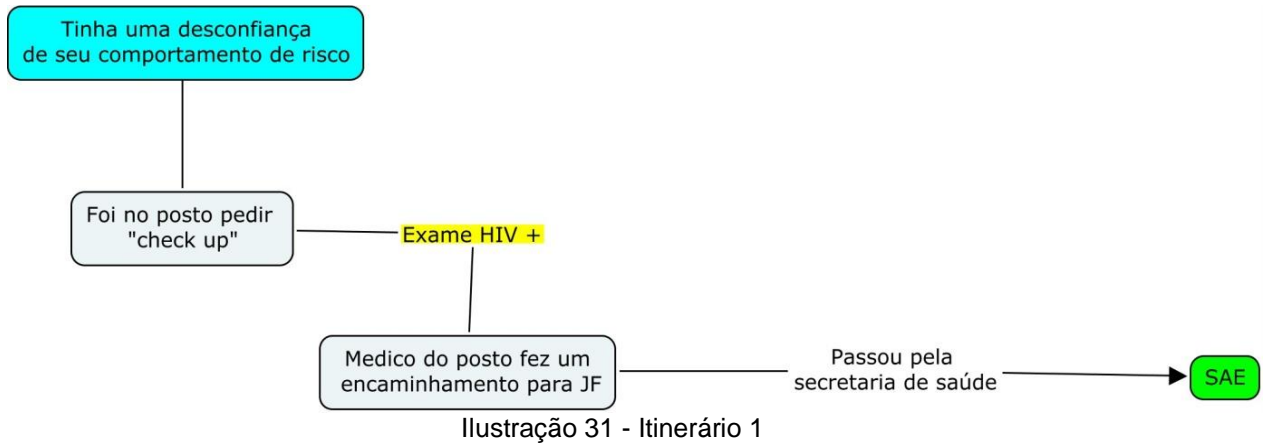 Tinha uma desconfiança
de seu comportamento de risco
Foi no posto pedir
"check up"
Exame HIV +
Medico do posto fez um
encaminhamento para JF
Passou pela
secretaria de saúde
SAE
Ilustração 31 - Itinerário 1